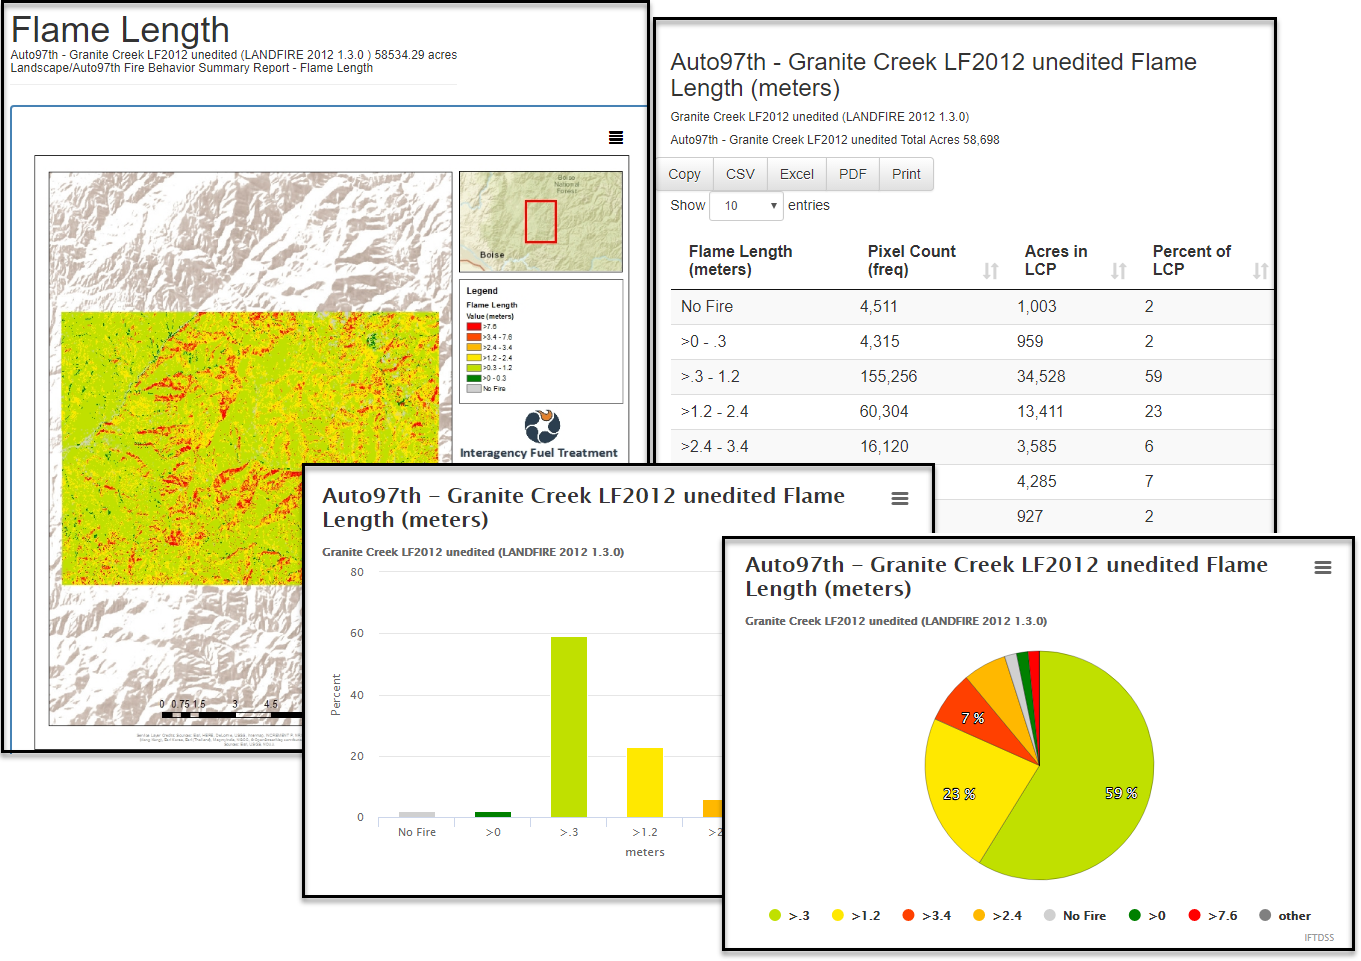 Flame Length
Auto97th - Granite Creek LF2012 unedited (LANDFIRE 2012 1.3.0 ) 58534.29 acres
Landscape/Auto97th Fire Behavior Summary Report - Flame Length
Boise
National
Forest
Boise
Legend
Flame Length
Value (meters)
>7.6
>3.4 - 7.6
>2.4 - 3.4
>1.2 - 2.4
>0.3 - 1.2
>0 - 0.3
No Fire
Interagency Fuel Treatment
0 0.75 1.5 3 4.5
Auto97th - Granite Creek LF2012 unedited Flame
Length (meters)
Granite Creek LF2012 unedited (LANDFIRE 2012 1.3.0)
Auto97th - Granite Creek LF2012 unedited Total Acres 58,698
Copy CSV Excel PDF Print
Show 10 entries
Flame Length (meters) Pixel Count (freq) Acres in LCP Percent of LCP
No Fire 4,511 1,003 2
>0 - .3 4,315 959 2
>.3 - 1.2 155,256 34,528 59
>1.2 - 2.4 60,304 13,411 23
>2.4 - 3.4 16,120 3,585 6
4,285 7
927 2
Auto97th – Granite Creek LF2012 unedited Flame
Length (meters)
Granite Creek LF2012 unedited (LANDFIRE 2012 1.3.0)
80
60
40
20
0
Percent
No Fire >0 >.3 >1.2 >2
meters
Auto97th – Granite Creek LF2012 unedited Flame
Length (meters)
Granite Creek LF2012 unedited (LANDFIRE 2012 1.3.0)
7 %
23 %
59 %
>.3 >1.2 >3.4 >2.4 No Fire >0 >7.6 other
IFTDSS